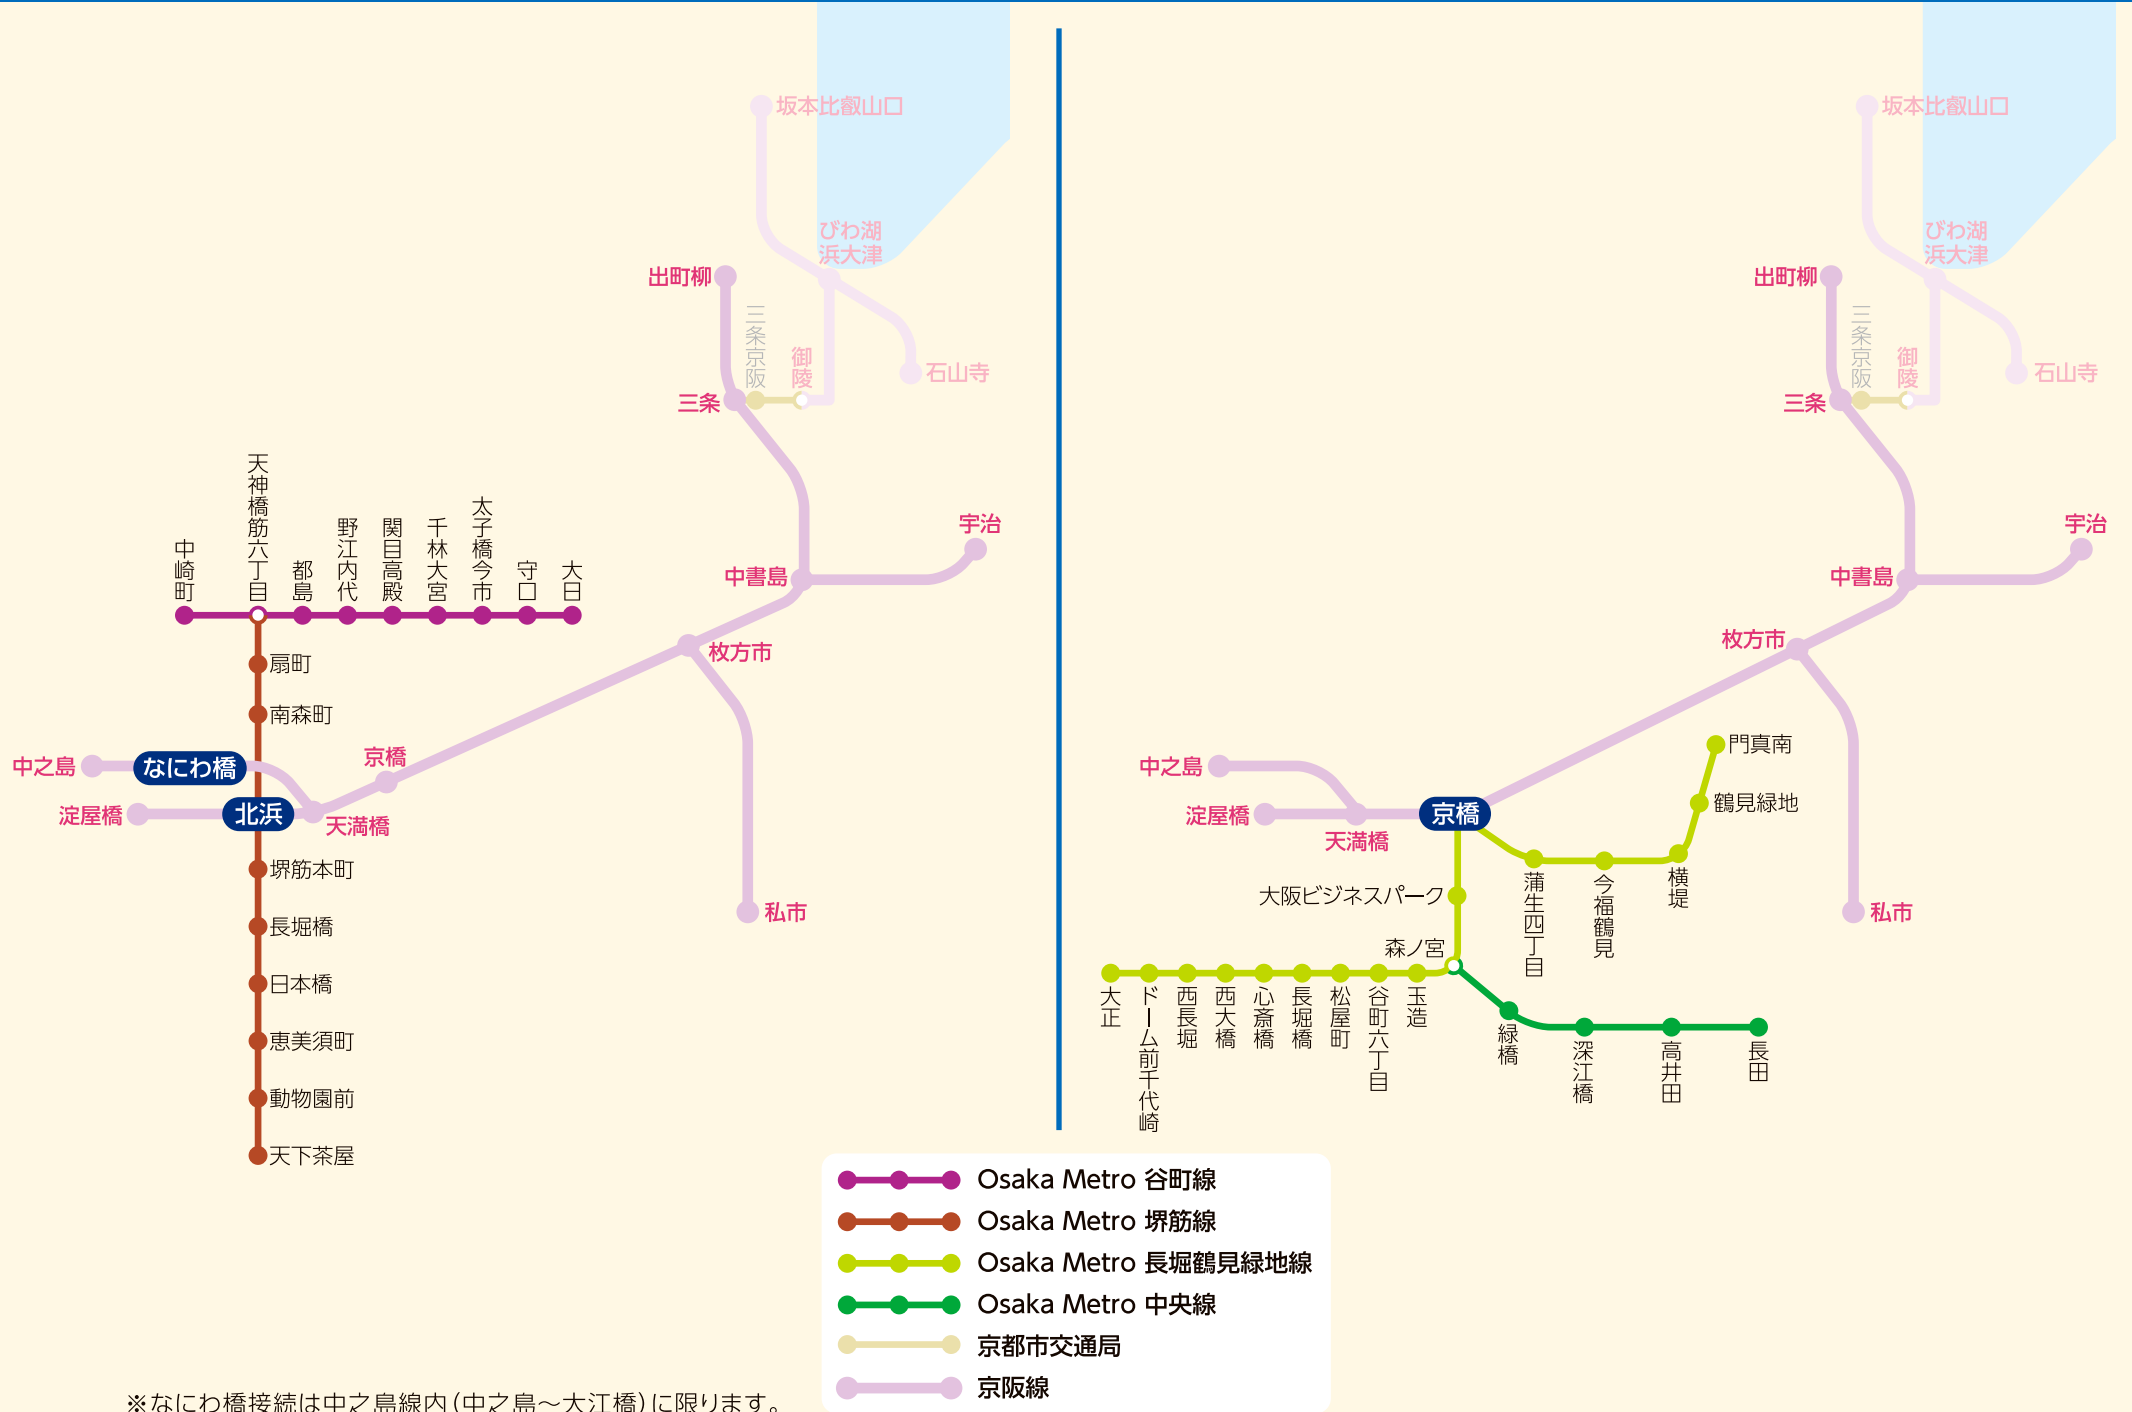 坂本比叡山口
びわ湖
浜大津
出町柳
三条京阪
御陵
石山寺
三条
宇治
中書島
枚方市
私市
中崎町
天神橋筋六丁目
都島
野江内代
関目高殿
千林大宮
太子橋今市
守口
大日
扇町
南森町
中之島
なにわ橋
京橋
淀屋橋
北浜
天満橋
堺筋本町
長堀橋
日本橋
恵美須町
動物園前
天下茶屋
坂本比叡山口
びわ湖
浜大津
出町柳
三条京阪
御陵
石山寺
三条
宇治
中書島
枚方市
私市
中之島
淀屋橋
天満橋
京橋
門真南
鶴見緑地
横堤
今福鶴見
蒲生四丁目
大阪ビジネスパーク
森ノ宮
大正
ドーム前千代崎
西長堀
西大橋
心斎橋
長堀橋
松屋町
谷町六丁目
玉造
緑橋
深江橋
高井田
長田
Osaka Metro 谷町線
Osaka Metro 堺筋線
Osaka Metro 長堀鶴見緑地線
Osaka Metro 中央線
京都市交通局
京阪線
※なにわ橋接続は中之島線内(中之島〜大江橋)に限ります。